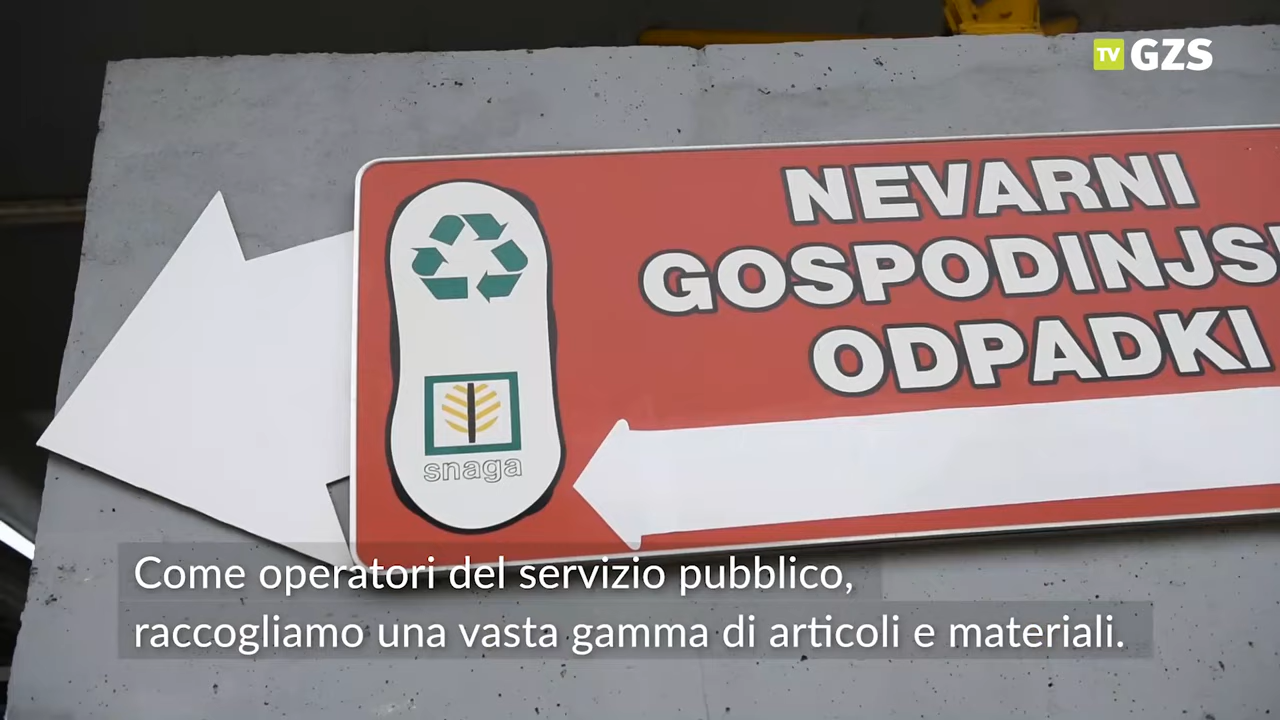 TV GZS
NEVARNI
GOSPODINJS
ODPADKI
snaga
Come operatori del servizio pubblico,
raccogliamo una vasta gamma di articoli e materiali.